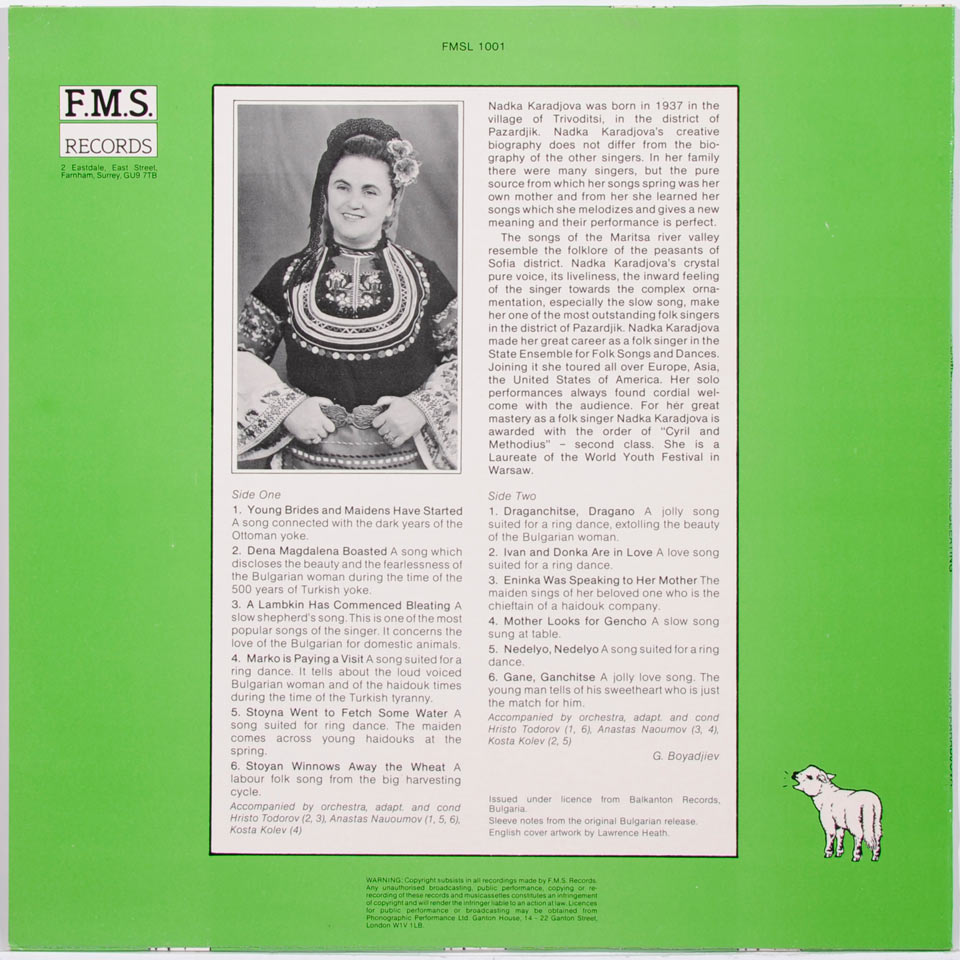 FMSL 1001
F.M.S.
RECORDS
2 Eastdale, East Street,
Farnham, Surrey, GU9 7TB
Nadka Karadjova was born in 1937 in the
village of Trivoditsi, in the district of
Pazardjik. Nadka Karadjova's creative
biography does not differ from the bio-
graphy of the other singers. In her family
there were many singers, but the pure
source from which her songs spring was her
own mother and from her she learned her
songs which she melodizes and gives a new
meaning and their performance is perfect.
The songs of the Maritsa river valley
resemble the folklore of the peasants of
Sofia district. Nadka Karadjova's crystal
pure voice, its liveliness, the inward feeling
of the singer towards the complex orna-
mentation, especially the slow song, make
her one of the most outstanding folk singers
in the district of Pazardjik. Nadka Karadjova
made her great career as a folk singer in the
State Ensemble for Folk Songs and Dances.
Joining it she toured all over Europe, Asia,
the United States of America. Her solo
performances always found cordial wel-
come with the audience. For her great
mastery as a folk singer Nadka Karadjova is
awarded with the order of "Cyril and
Methodius" – second class. She is a
Laureate of the World Youth Festival in
Warsaw.
Side One
1. Young Brides and Maidens Have Started
A song connected with the dark years of the
Ottoman yoke.
2. Dena Magdalena Boasted A song which
discloses the beauty and the fearlessness of
the Bulgarian woman during the time of the
500 years of Turkish yoke.
3. A Lambkin Has Commenced Bleating A
slow shepherd's song. This is one of the most
popular songs of the singer. It concerns the
love of the Bulgarian for domestic animals.
4. Marko is Paying a Visit A song suited for a
ring dance. It tells about the loud voiced
Bulgarian woman and of the haidouk times
during the time of the Turkish tyranny.
5. Stoyna Went to Fetch Some Water A
song suited for ring dance. The maiden
comes across young haidouks at the
spring.
6. Stoyan Winnows Away the Wheat A
labour folk song from the big harvesting
cycle.
Accompanied by orchestra, adapt. and cond
Hristo Todorov (2, 3), Anastas Nauoumov (1, 5, 6),
Kosta Kolev (4)
Side Two
1. Draganchitse, Dragano A jolly song
suited for a ring dance, extolling the beauty
of the Bulgarian woman.
2. Ivan and Donka Are in Love A love song
suited for a ring dance.
3. Eninka Was Speaking to Her Mother The
maiden sings of her beloved one who is the
chieftain of a haidouk company.
4. Mother Looks for Gencho A slow song
sung at table.
5. Nedelyo, Nedelyo A song suited for a ring
dance.
6. Gane, Ganchitse A jolly love song. The
young man tells of his sweetheart who is just
the match for him.
Accompanied by orchestra, adapt. and cond
Hristo Todorov (1, 6), Anastas Naoumov (3, 4),
Kosta Kolev (2, 5)
G. Boyadjiev
Issued under licence from Balkanton Records,
Bulgaria.
Sleeve notes from the original Bulgarian release.
English cover artwork by Lawrence Heath.
WARNING: Copyright subsists in all recordings made by F.M.S. Records.
Any unauthorised broadcasting, public performance, copying or re-
recording of these records and musicassettes constitutes an infringement
of copyright and will render the infringer liable to an action at law. Licences
for public performance or broadcasting may be obtained from
Phonographic Performance Ltd. Ganton House, 14 - 22 Ganton Street,
London W1V 1LB.